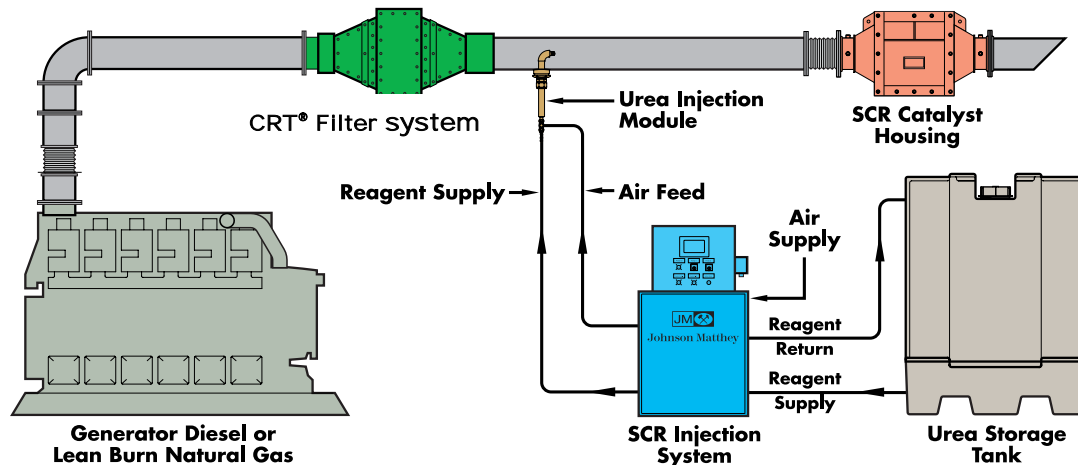 CRT® Filter system
Urea Injection
Module
SCR Catalyst
Housing
Reagent Supply
Air Feed
Air
Supply
JM
Johnson Matthey
Reagent
Return
Reagent
Supply
Generator Diesel or
Lean Burn Natural Gas
SCR Injection
System
Urea Storage
Tank